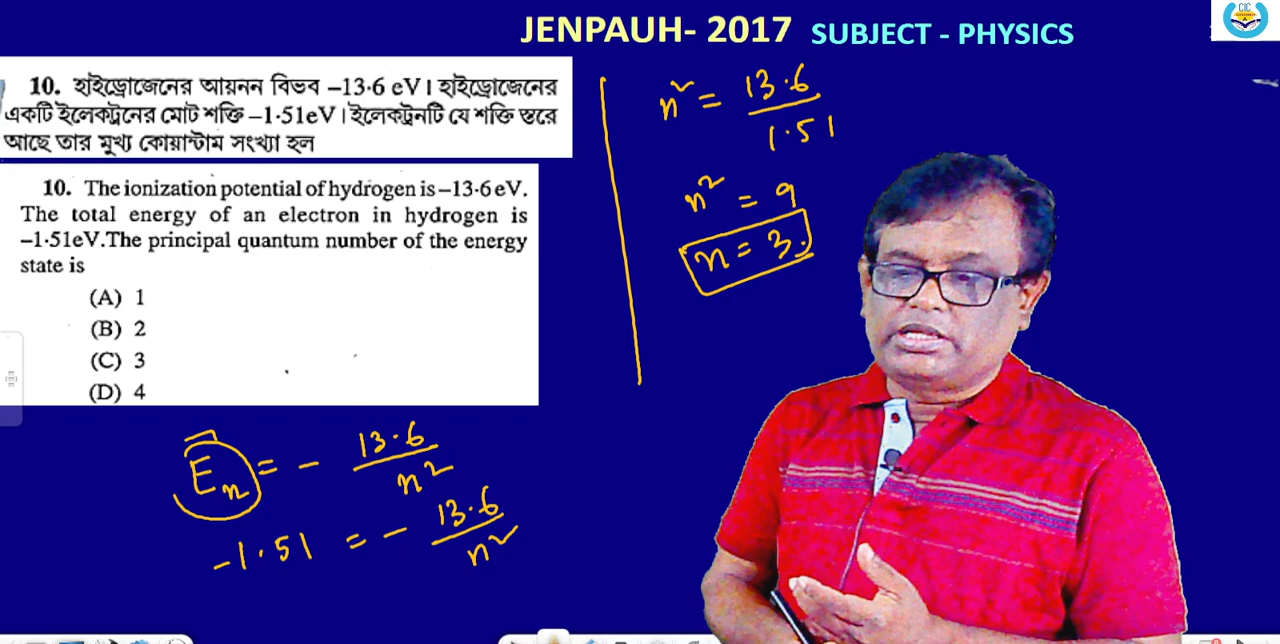 JENPAUH- 2017 SUBJECT - PHYSICS
CIC
10. হাইড্রোজেনের আয়নন বিভব –13·6 eV। হাইড্রোজেনের
একটি ইলেকট্রনের মোট শক্তি –1·51eV। ইলেকট্রনটি যে শক্তি স্তরে
আছে তার মুখ্য কোয়ান্টাম সংখ্যা হল
10. The ionization potential of hydrogen is –13·6 eV.
The total energy of an electron in hydrogen is
–1·51eV.The principal quantum number of the energy
state is
(A) 1
(B) 2
(C) 3
(D) 4
E_n = - 13.6 / n²
-1.51 = - 13.6 / n²
n² = 13.6 / 1.51
n² = 9
n = 3.